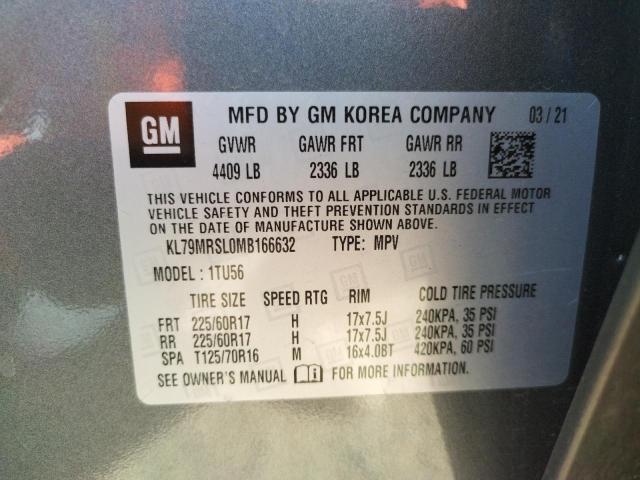 GM MFD BY GM KOREA COMPANY 03/21
GVWR GAWR FRT GAWR RR
4409 LB 2336 LB 2336 LB
THIS VEHICLE CONFORMS TO ALL APPLICABLE U.S. FEDERAL MOTOR
VEHICLE SAFETY AND THEFT PREVENTION STANDARDS IN EFFECT
ON THE DATE OF MANUFACTURE SHOWN ABOVE.
KL79MRSL0MB166632 TYPE: MPV
MODEL : 1TU56
TIRE SIZE SPEED RTG RIM COLD TIRE PRESSURE
FRT 225/60R17 H 17x7.5J 240KPA, 35 PSI
RR 225/60R17 H 17x7.5J 240KPA, 35 PSI
SPA T125/70R16 M 16x4.0BT 420KPA, 60 PSI
SEE OWNER'S MANUAL FOR MORE INFORMATION.